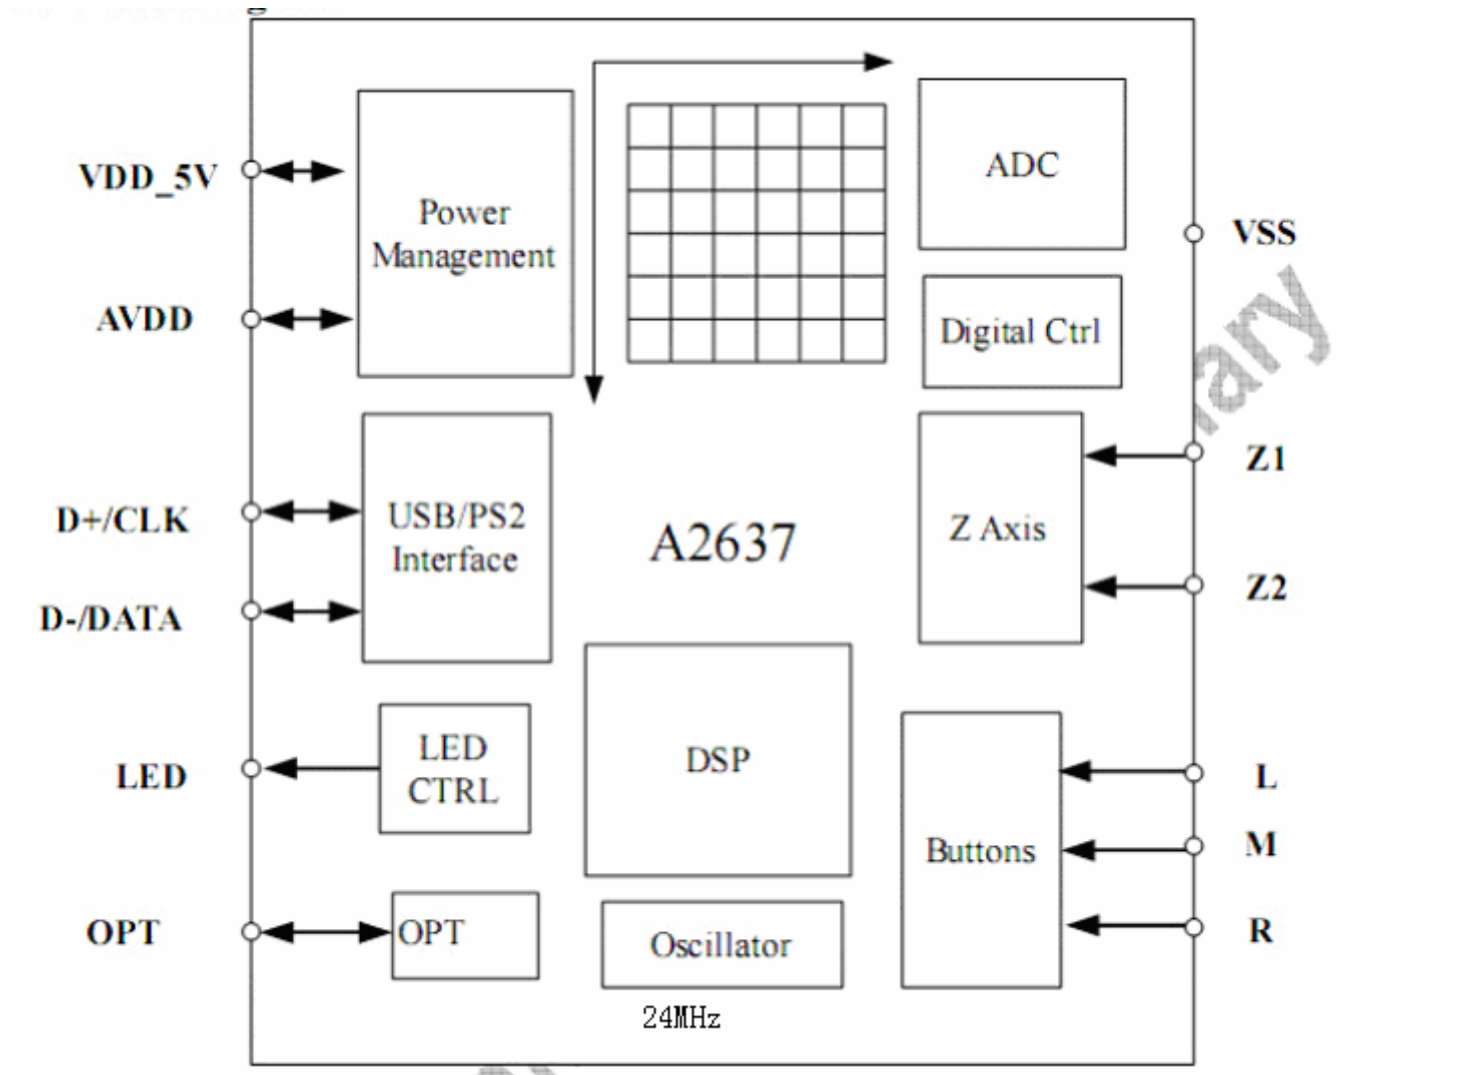 VDD_5V
AVDD
D+/CLK
D-/DATA
LED
OPT
Power
Management
USB/PS2
Interface
LED
CTRL
OPT
A2637
DSP
Oscillator
24MHz
ADC
Digital Ctrl
Z Axis
Buttons
VSS
Z1
Z2
L
M
R